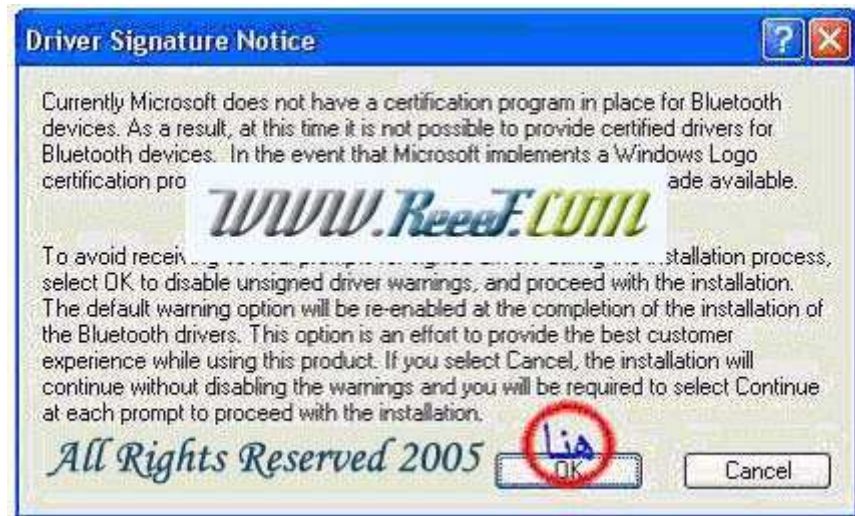 Driver Signature Notice
Currently Microsoft does not have a certification program in place for Bluetooth
devices. As a result, at this time it is not possible to provide certified drivers for
Bluetooth devices. In the event that Microsoft implements a Windows Logo
certification available.
www.ReeeF.com
To avoid installation process,
select OK to disable unsigned driver warnings, and proceed with the installation.
The default warning option will be re-enabled at the completion of the installation of
the Bluetooth drivers. This option is an effort to provide the best customer
experience while using this product. If you select Cancel, the installation will
continue without disabling the warnings and you will be required to select Continue
at each prompt to proceed with the installation.
All Rights Reserved 2005
هنا
OK
Cancel